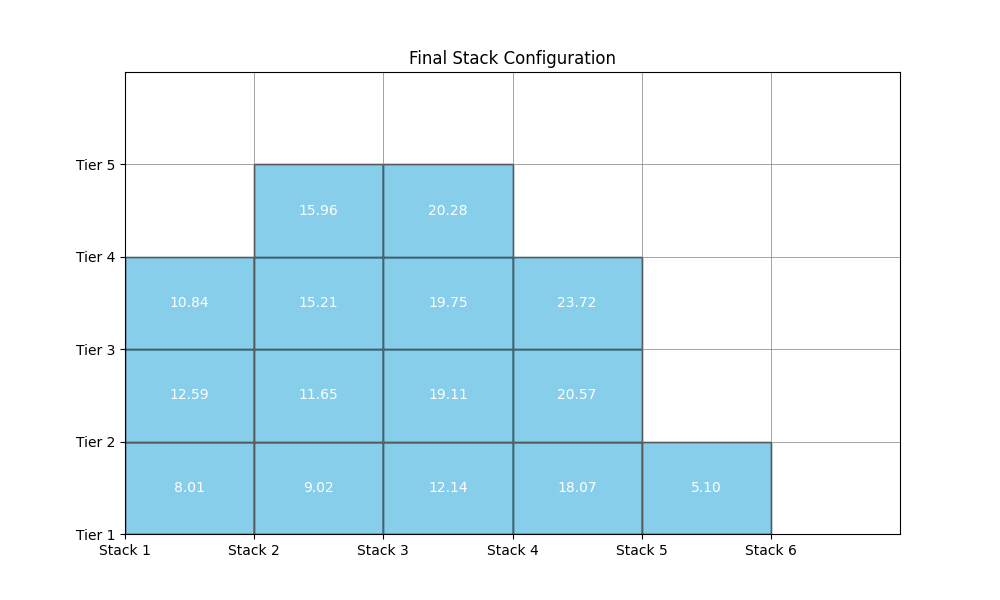 Final Stack Configuration
Tier 5
15.96 20.28
Tier 4
10.84 15.21 19.75 23.72
Tier 3
12.59 11.65 19.11 20.57
Tier 2
8.01 9.02 12.14 18.07 5.10
Tier 1
Stack 1 Stack 2 Stack 3 Stack 4 Stack 5 Stack 6